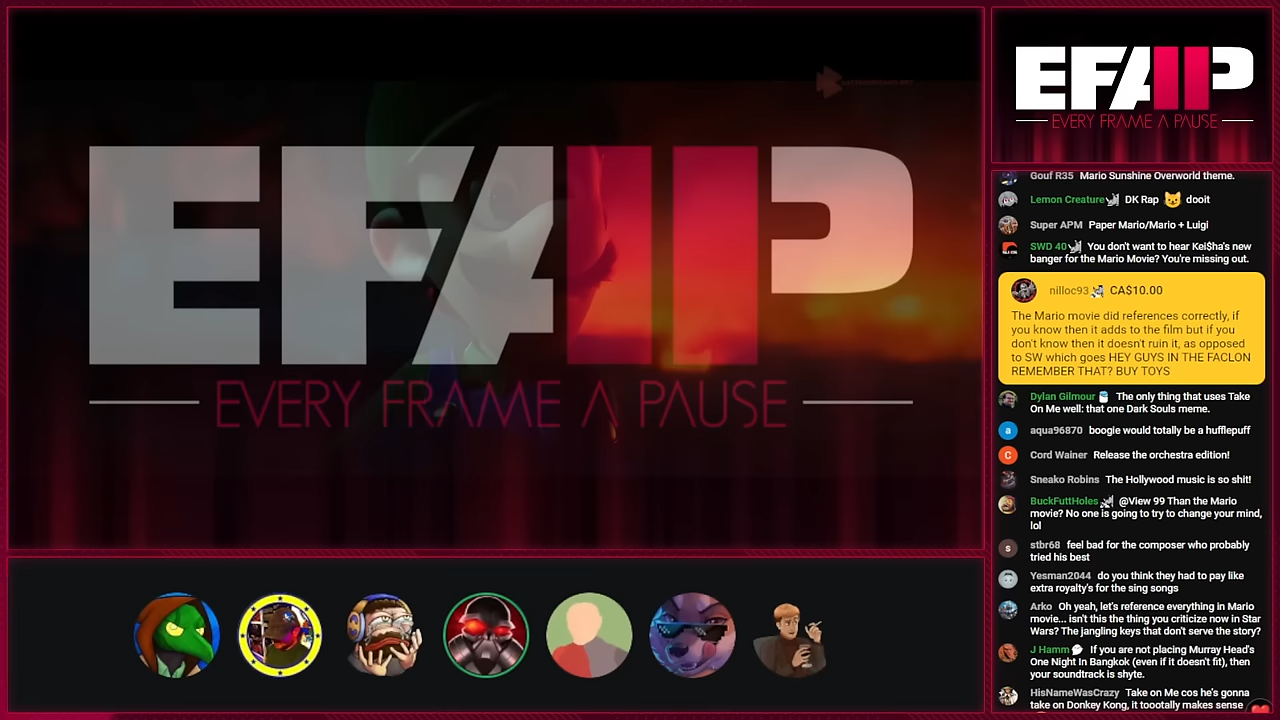 EFAP
EVERY FRAME A PAUSE
EFAP
EVERY FRAME A PAUSE
Gouf R35 Mario Sunshine Overworld theme.
Lemon Creature DK Rap 😺 dooit
Super APM Paper Mario/Mario + Luigi
SWD 40 You don't want to hear Kei$ha's new
banger for the Mario Movie? You're missing out.
nilloc93 CA$10.00
The Mario movie did references correctly, if
you know then it adds to the film but if you
don't know then it doesn't ruin it, as opposed
to SW which goes HEY GUYS IN THE FACLON
REMEMBER THAT? BUY TOYS
Dylan Gilmour The only thing that uses Take
On Me well: that one Dark Souls meme.
a
aqua96870 boogie would totally be a hufflepuff
C
Cord Wainer Release the orchestra edition!
Sneako Robins The Hollywood music is so shit!
BuckFuttHoles @View 99 Than the Mario
movie? No one is going to try to change your mind,
lol
s
stbr68 feel bad for the composer who probably
tried his best
Yesman2044 do you think they had to pay like
extra royalty's for the sing songs
Arko Oh yeah, let's reference everything in Mario
movie... isn't this the thing you criticize now in Star
Wars? The jangling keys that don't serve the story?
J Hamm If you are not placing Murray Head's
One Night In Bangkok (even if it doesn't fit), then
your soundtrack is shyte.
HisNameWasCrazy Take on Me cos he's gonna
take on Donkey Kong, it toootally makes sense